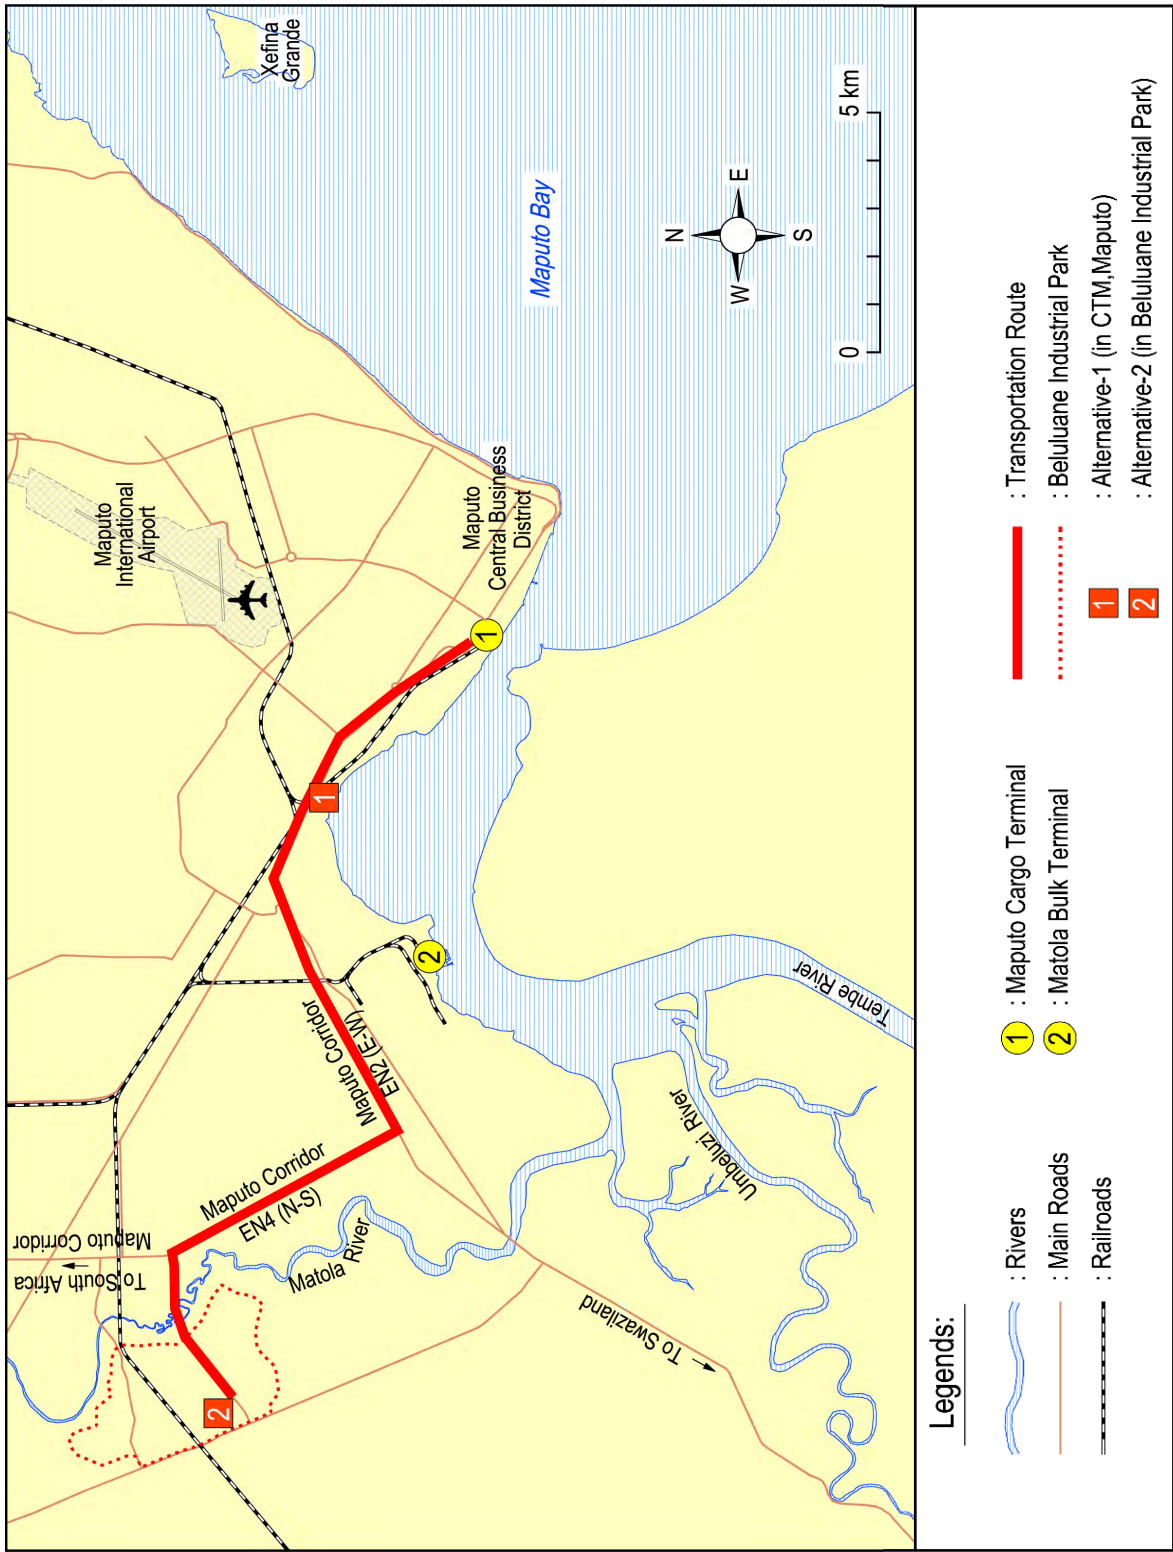 Xefina
Grande
Maputo
International
Airport
Maputo Bay
N
W
E
S
0
5 km
Maputo
Central Business
District
1
1
2
2
Maputo Corridor
To South Africa
Maputo Corridor
EN4 (N-S)
Maputo Corridor
EN2 (E-W)
Matola River
To Swaziland
Umbeluzi River
Tembe River
Legends:
: Rivers
: Main Roads
: Railroads
1 : Maputo Cargo Terminal
2 : Matola Bulk Terminal
: Transportation Route
: Beluluane Industrial Park
1 : Alternative-1 (in CTM,Maputo)
2 : Alternative-2 (in Beluluane Industrial Park)